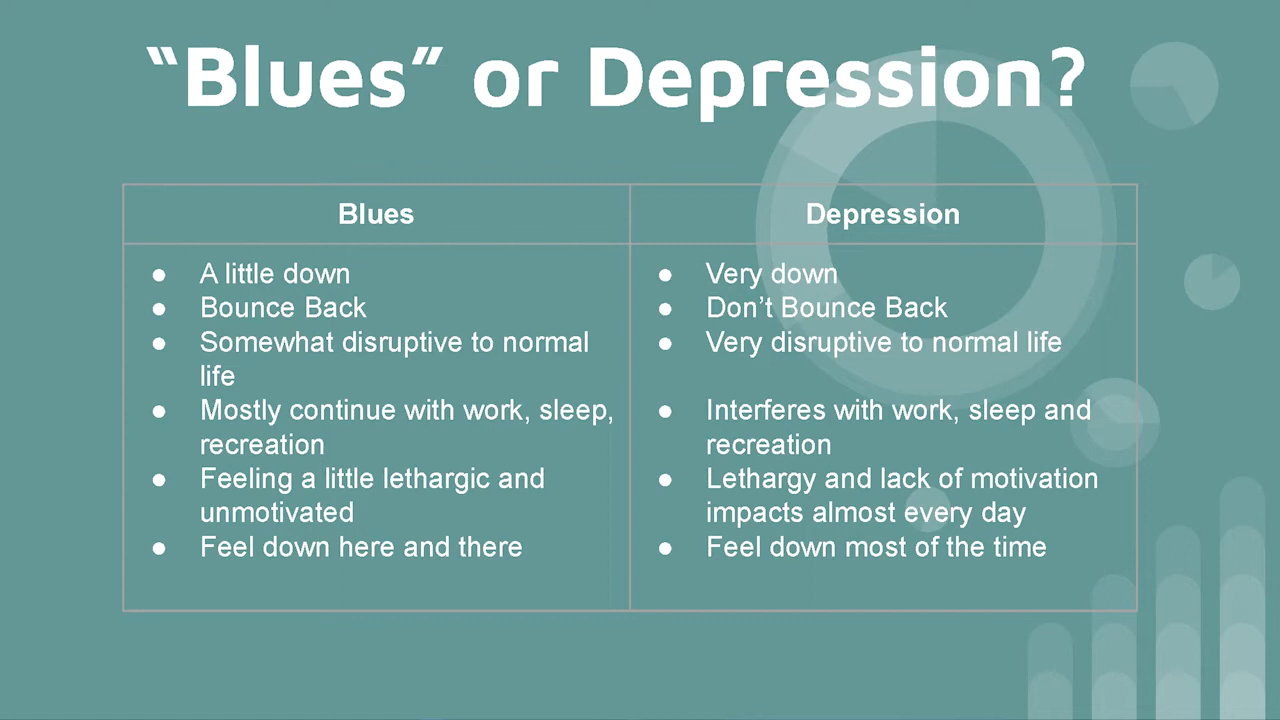 “Blues” or Depression?
Blues
Depression
● A little down
● Bounce Back
● Somewhat disruptive to normal
life
● Mostly continue with work, sleep,
recreation
● Feeling a little lethargic and
unmotivated
● Feel down here and there
● Very down
● Don’t Bounce Back
● Very disruptive to normal life
● Interferes with work, sleep and
recreation
● Lethargy and lack of motivation
impacts almost every day
● Feel down most of the time